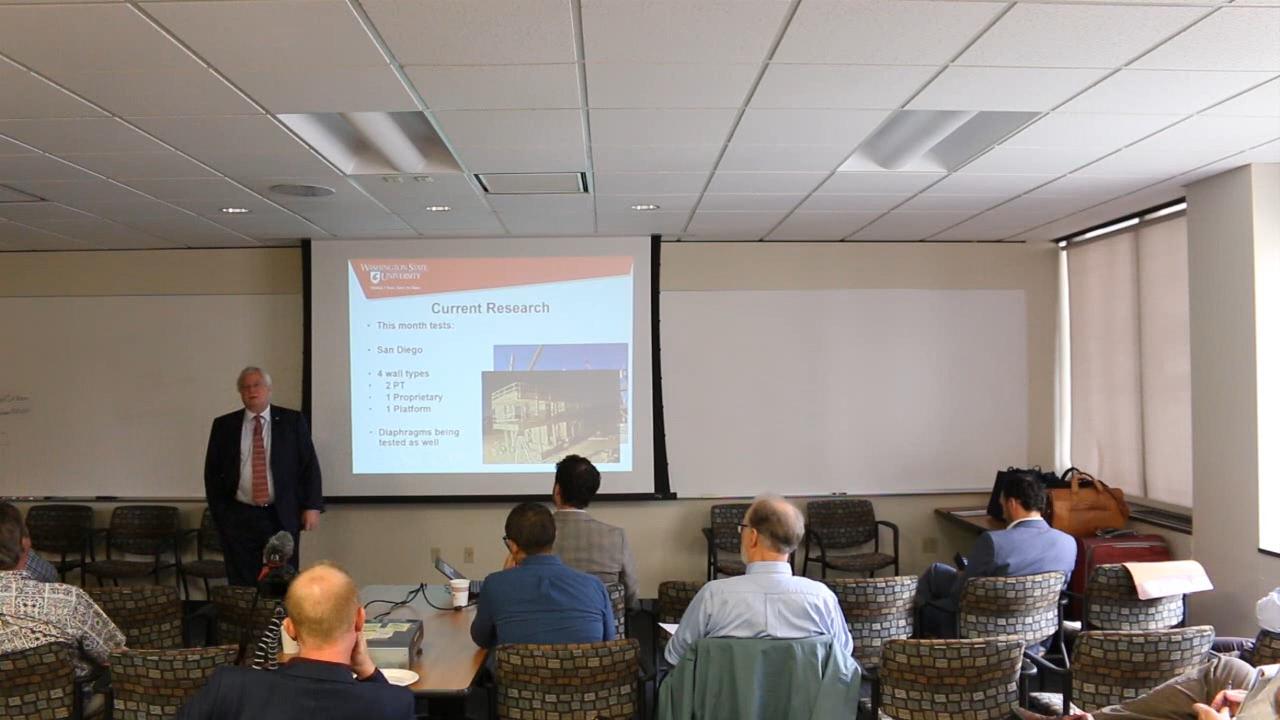 WASHINGTON STATE
UNIVERSITY
Current Research
• This month tests:
• San Diego
• 4 wall types
• 2 PT
• 1 Proprietary
• 1 Platform
• Diaphragms being
tested as well